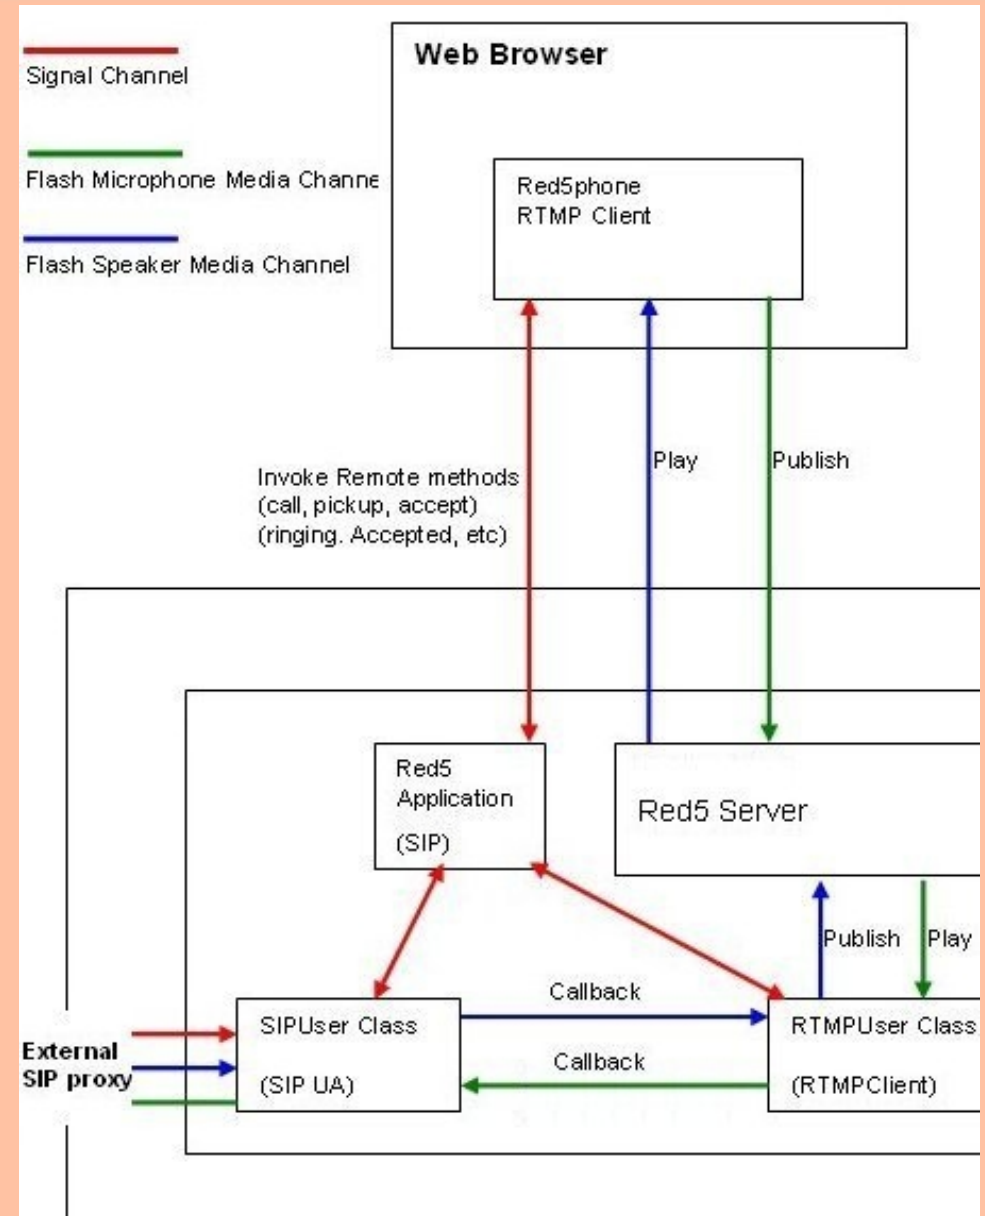 Signal Channel
Flash Microphone Media Channe
Flash Speaker Media Channel
Web Browser
Red5phone
RTMP Client
Invoke Remote methods
(call, pickup, accept)
(ringing. Accepted, etc)
Play
Publish
Red5
Application
(SIP)
Red5 Server
Publish
Play
Callback
Callback
SIPUser Class
(SIP UA)
RTMPUser Class
(RTMPClient)
External
SIP proxy